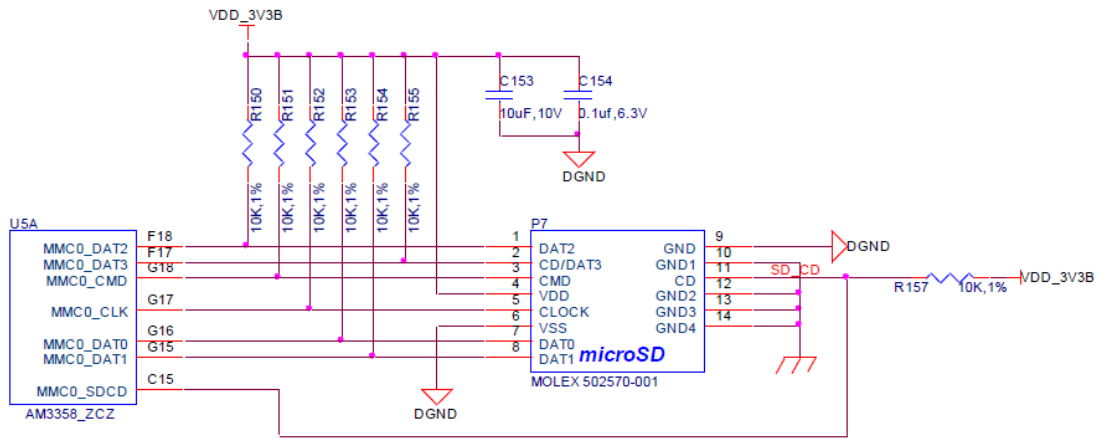 VDD_3V3B
R150
R151
R152
R153
R154
R155
10K,1%
10K,1%
10K,1%
10K,1%
10K,1%
10K,1%
C153
10uF,10V
C154
0.1uf,6.3V
DGND
U5A
MMC0_DAT2
MMC0_DAT3
MMC0_CMD
MMC0_CLK
MMC0_DAT0
MMC0_DAT1
MMC0_SDCD
F18
F17
G18
G17
G16
G15
C15
AM3358_ZCZ
DGND
P7
1
2
3
4
5
6
7
8
DAT2
CD/DAT3
CMD
VDD
CLOCK
VSS
DAT0
DAT1
microSD
GND
GND1
CD
GND2
GND3
GND4
9
10
11
12
13
14
MOLEX 502570-001
DGND
SD_CD
R157
10K,1%
VDD_3V3B